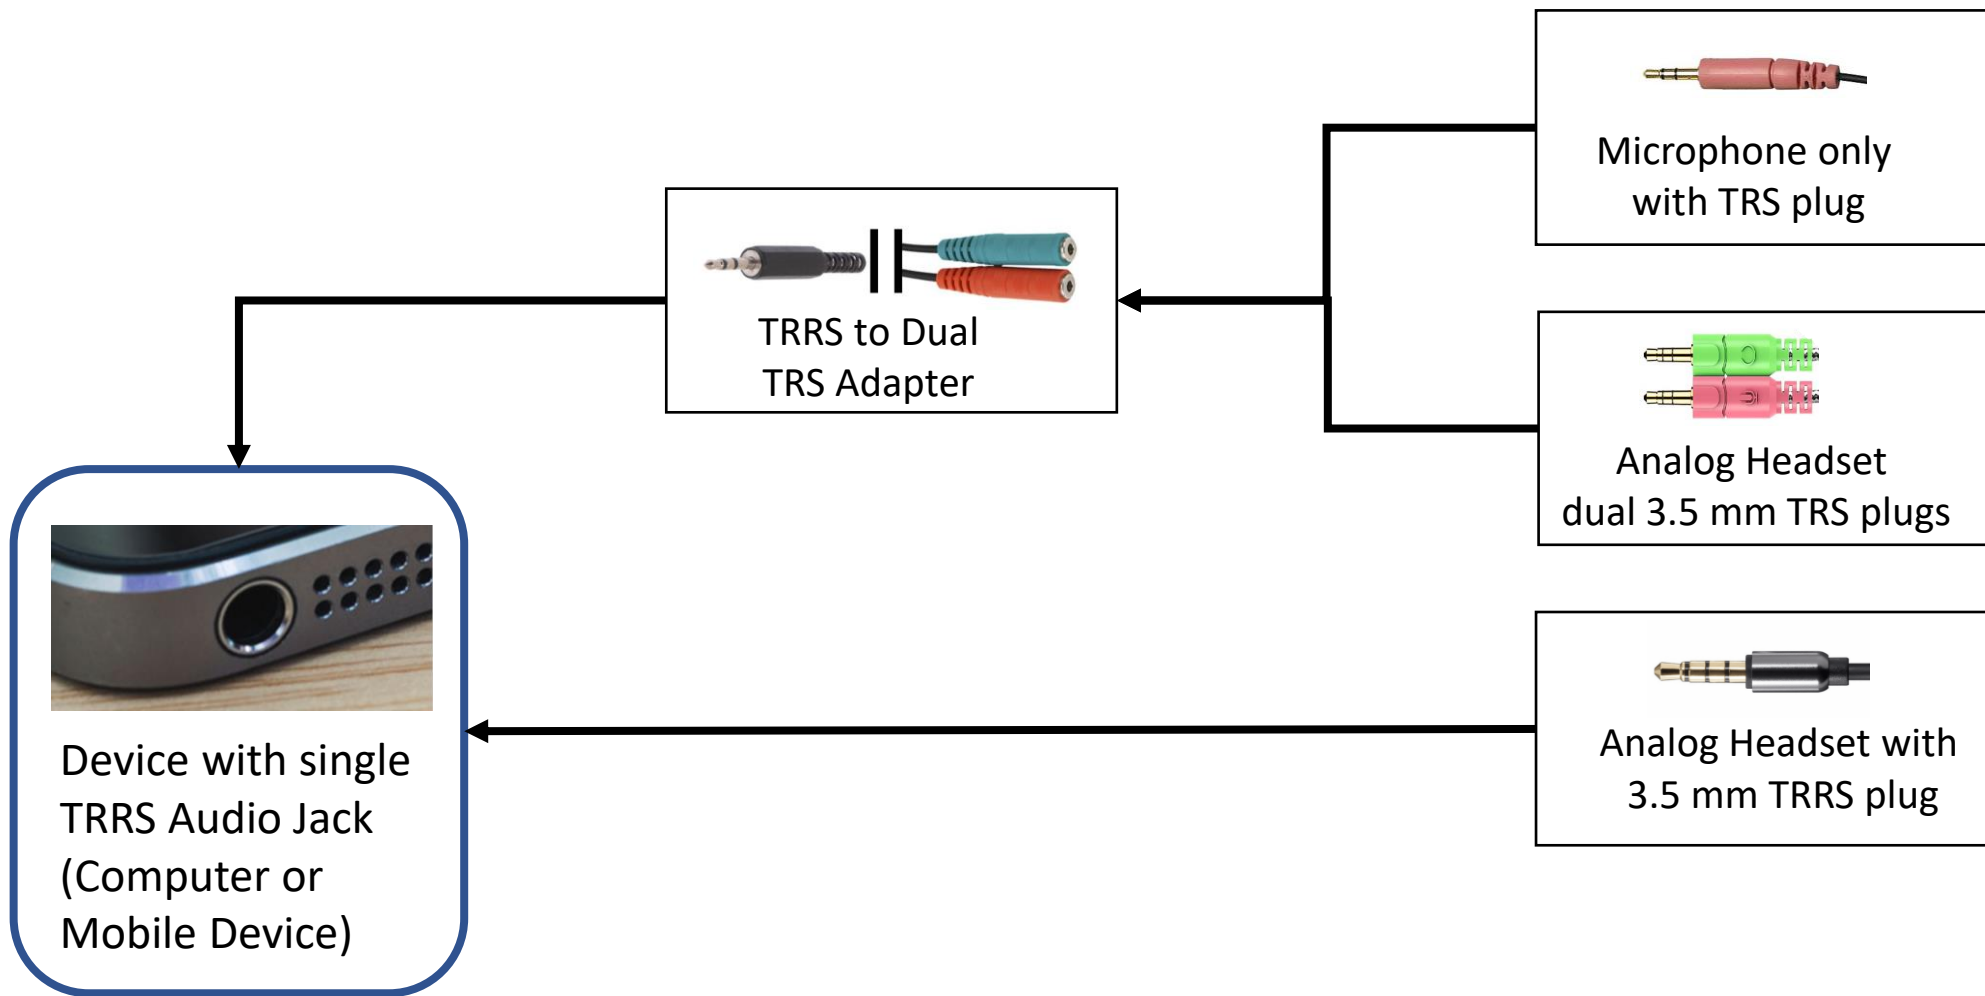 Microphone only
with TRS plug
TRRS to Dual
TRS Adapter
Analog Headset
dual 3.5 mm TRS plugs
Device with single
TRRS Audio Jack
(Computer or
Mobile Device)
Analog Headset with
3.5 mm TRRS plug